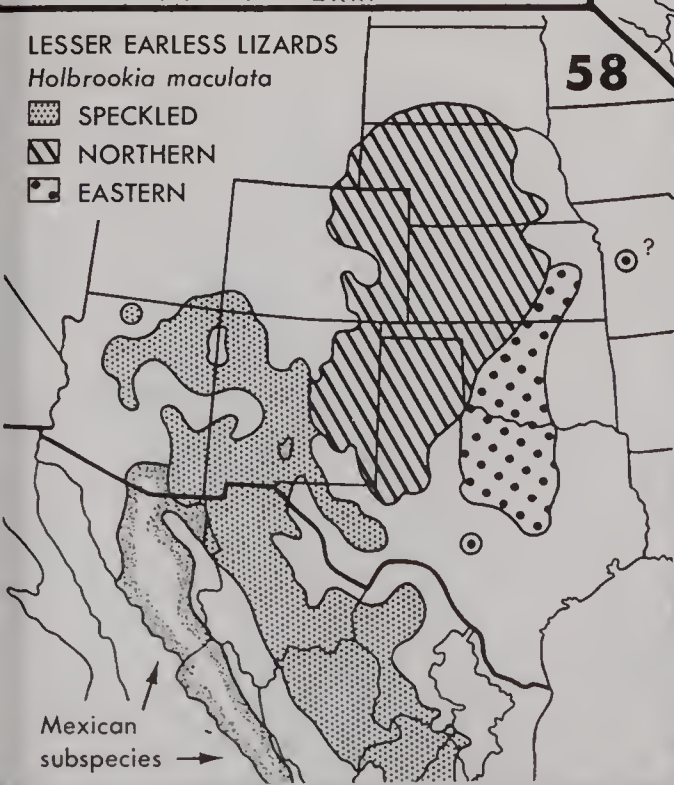 LESSER EARLESS LIZARDS
Holbrookia maculata
SPECKLED
NORTHERN
EASTERN
58
?
Mexican
subspecies